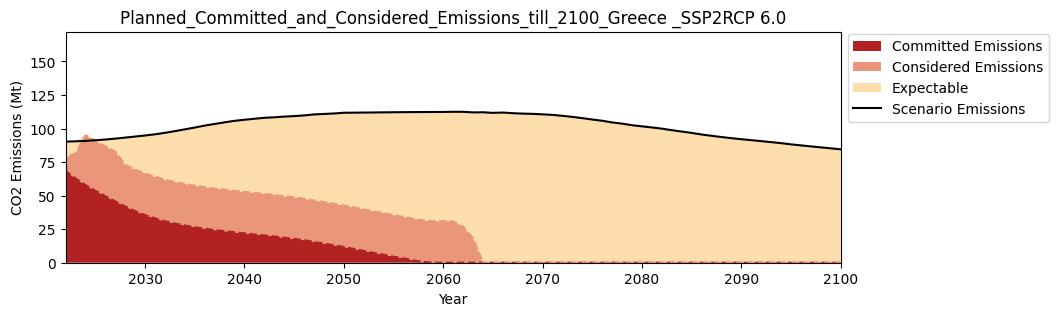 Planned_Committed_and_Considered_Emissions_till_2100_Greece _SSP2RCP 6.0
Committed Emissions
Considered Emissions
Expectable
Scenario Emissions
CO2 Emissions (Mt)
150
125
100
75
50
25
0
2030 2040 2050 2060 2070 2080 2090 2100
Year